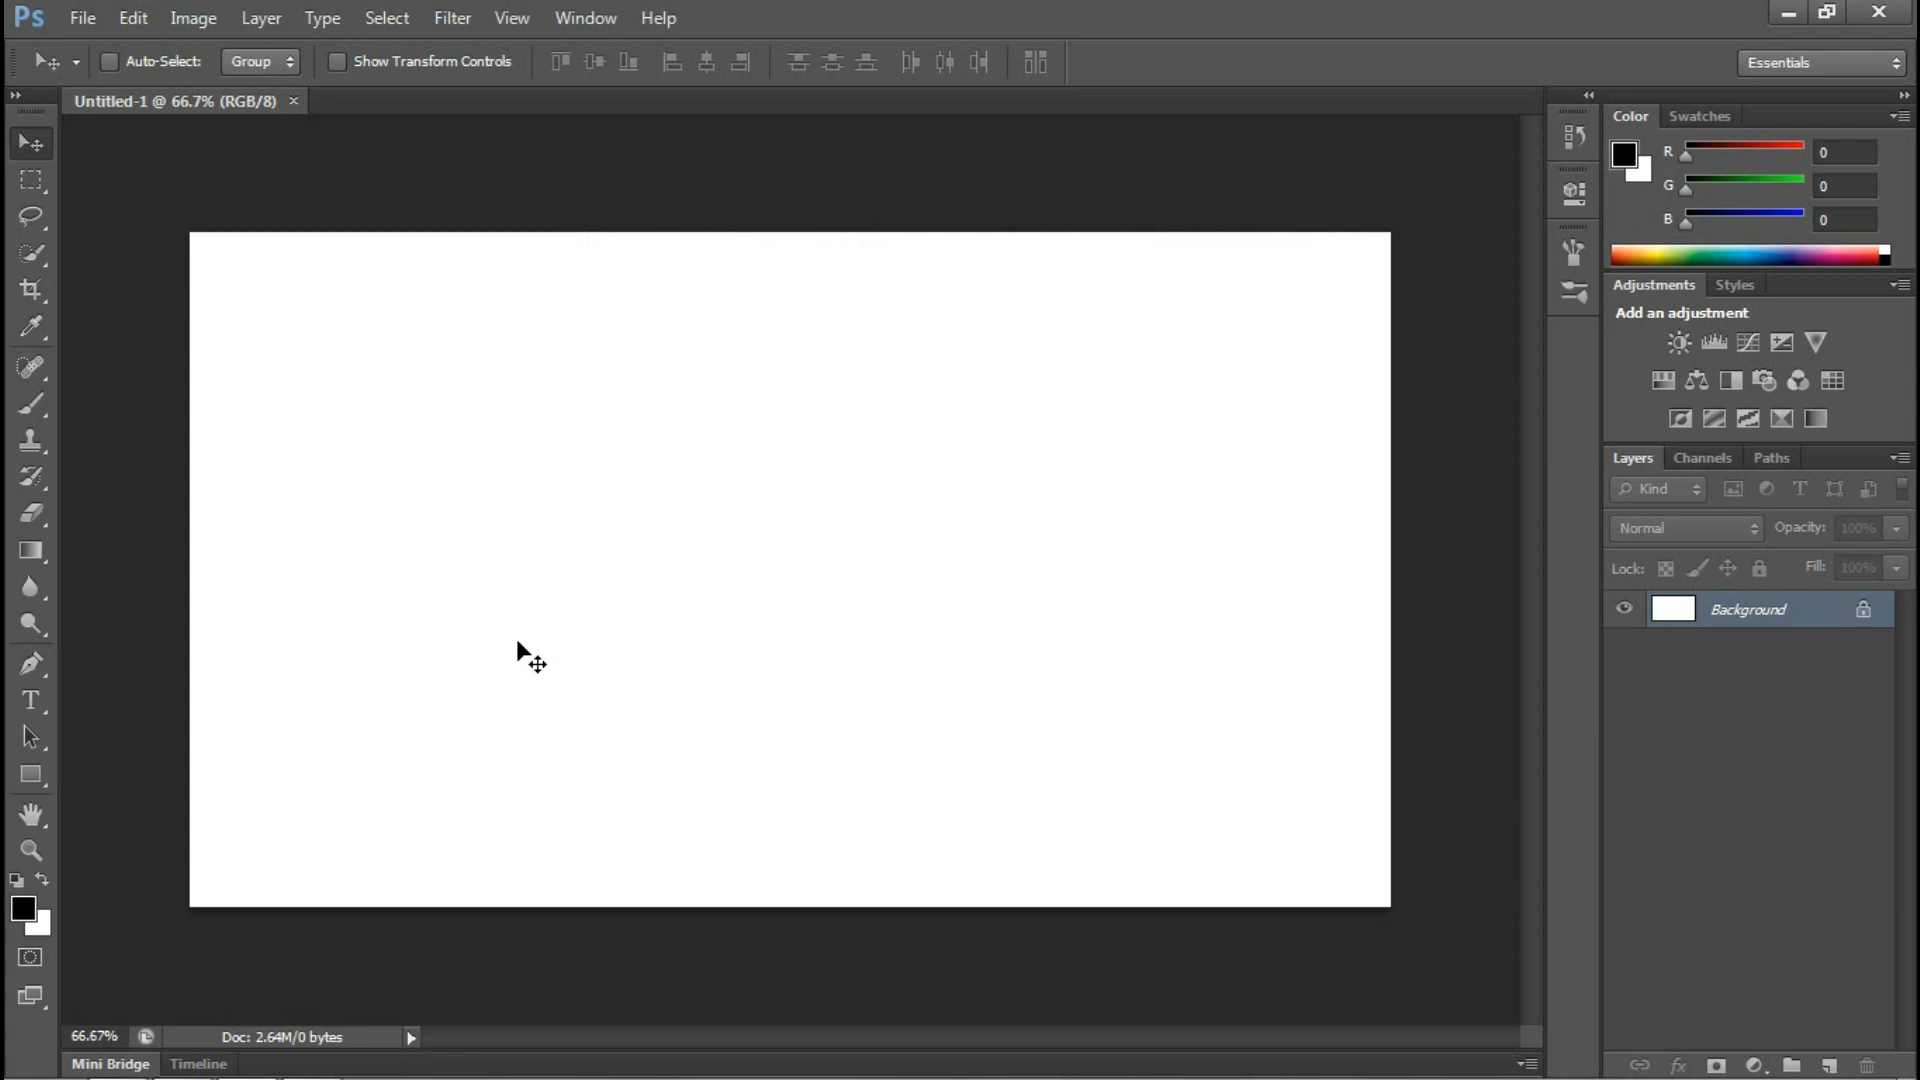 Ps File Edit Image Layer Type Select Filter View Window Help
Auto-Select: Group Show Transform Controls Essentials
Untitled-1 @ 66.7% (RGB/8) ×
Color Swatches
R 0
G 0
B 0
Adjustments Styles
Add an adjustment
Layers Channels Paths
Kind
Normal Opacity: 100%
Lock: Fill: 100%
Background
66.67% Doc: 2.64M/0 bytes
Mini Bridge Timeline
fx